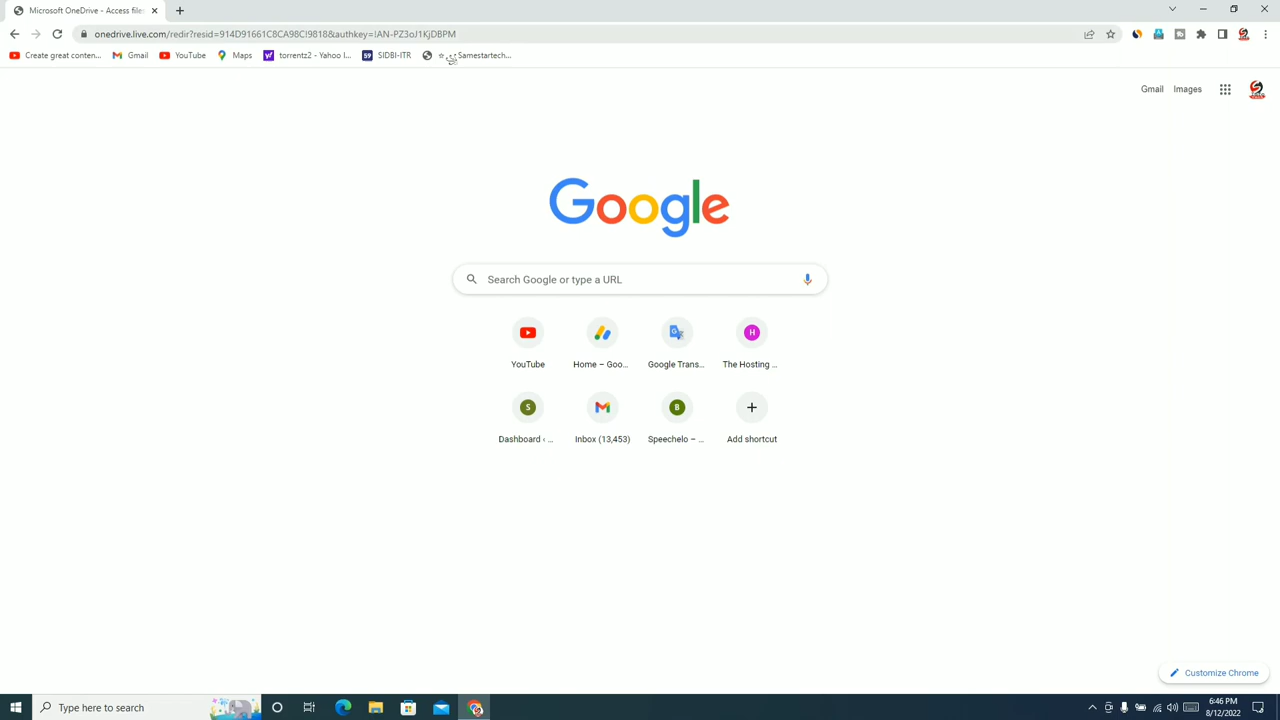 Microsoft OneDrive - Access files
onedrive.live.com/redir?resid=914D91661C8CA98C!9818&authkey=!AN-PZ3oJ1KjDBPM
Create great conten... Gmail YouTube Maps torrentz2 - Yahoo I... SIDBI-ITR Samestartech...
Gmail Images
Google
Search Google or type a URL
YouTube Home – Goo... Google Trans... H The Hosting ...
S Dashboard ‹ ... Inbox (13,453) B Speechelo – ... Add shortcut
Customize Chrome
Type here to search
6:46 PM
8/12/2022